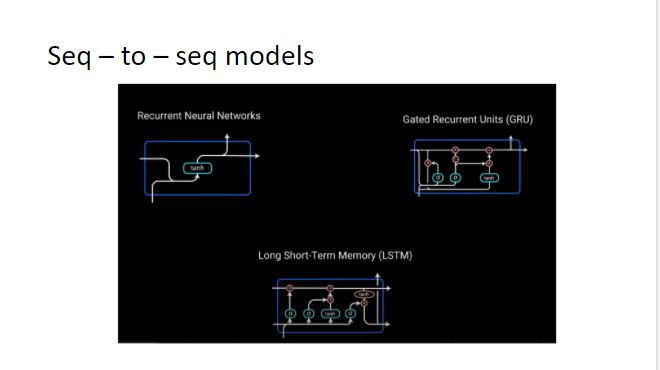 Seq – to – seq models
Recurrent Neural Networks
Gated Recurrent Units (GRU)
tanh
σ σ tanh
Long Short-Term Memory (LSTM)
tanh
σ σ tanh σ